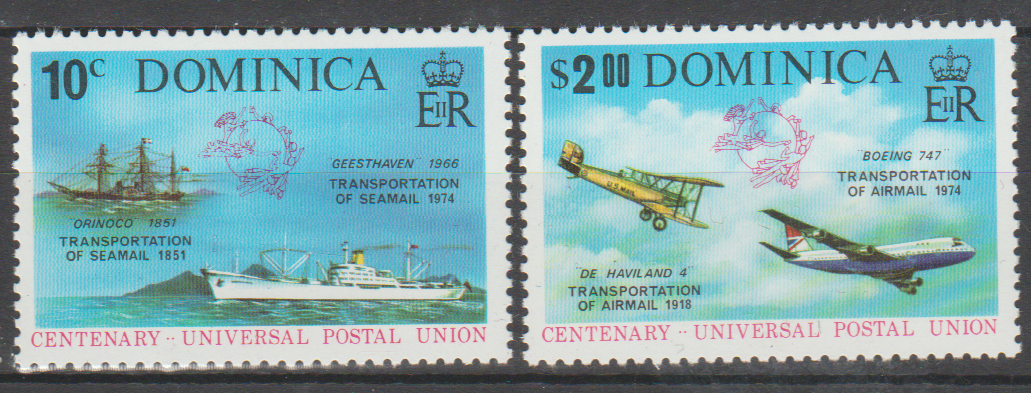 10c DOMINICA
EIIR
GEESTHAVEN" 1966
TRANSPORTATION
OF SEAMAIL 1974
"ORINOCO" 1851
TRANSPORTATION
OF SEAMAIL 1851
CENTENARY·· UNIVERSAL POSTAL UNION
$2 00 DOMINICA
EIIR
U.S.MAIL
"BOEING 747"
TRANSPORTATION
OF AIRMAIL 1974
"DE HAVILAND 4"
TRANSPORTATION
OF AIRMAIL 1918
CENTENARY·· UNIVERSAL POSTAL UNION